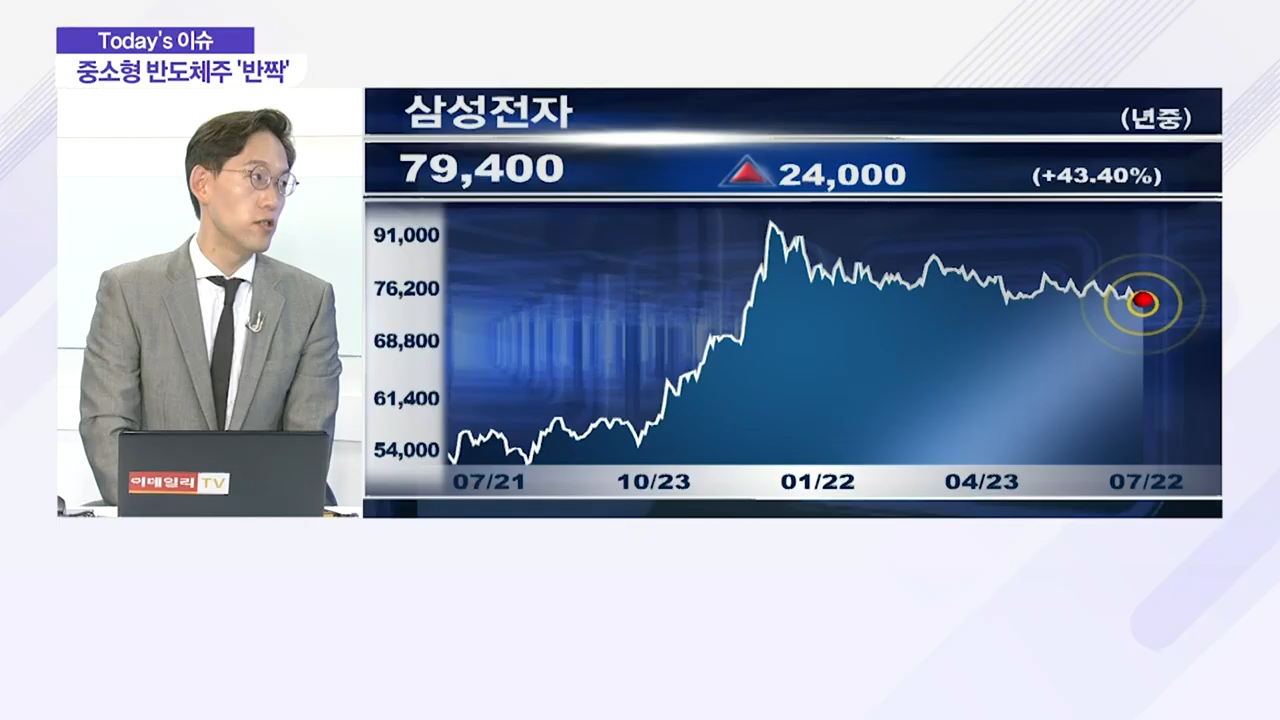 Today's 이슈
중소형 반도체주 '반짝'
삼성전자 (년중)
79,400 24,000 (+43.40%)
91,000
76,200
68,800
61,400
54,000
07/21 10/23 01/22 04/23 07/22
이데일리 TV